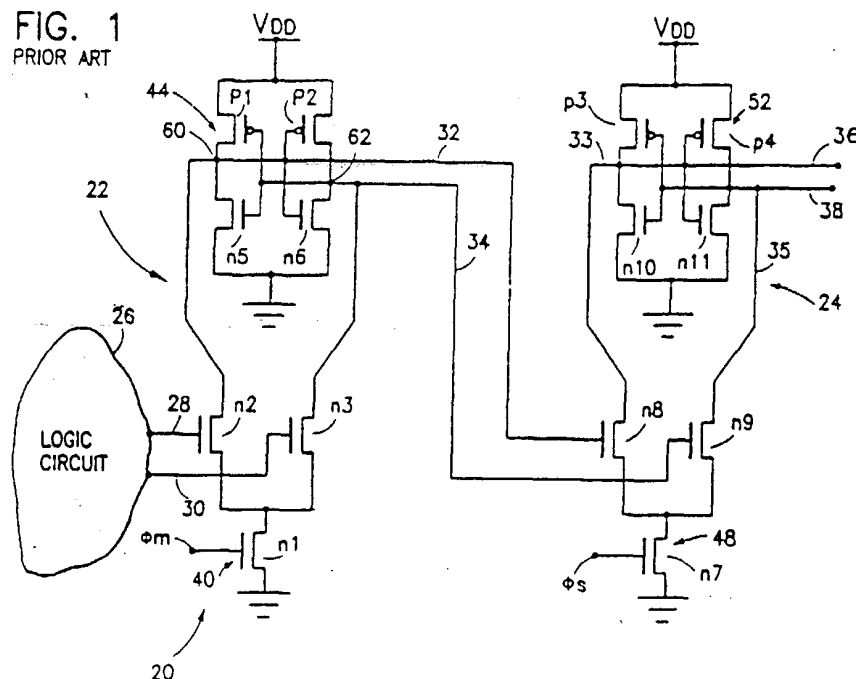 FIG. 1
PRIOR ART
VDD
VDD
44
P1
P2
p3
52
p4
60
62
32
33
36
38
22
n5
n6
34
n10
n11
35
24
26
28
n2
n3
n8
n9
LOGIC
CIRCUIT
30
Φm
n1
40
Φs
48
n7
20